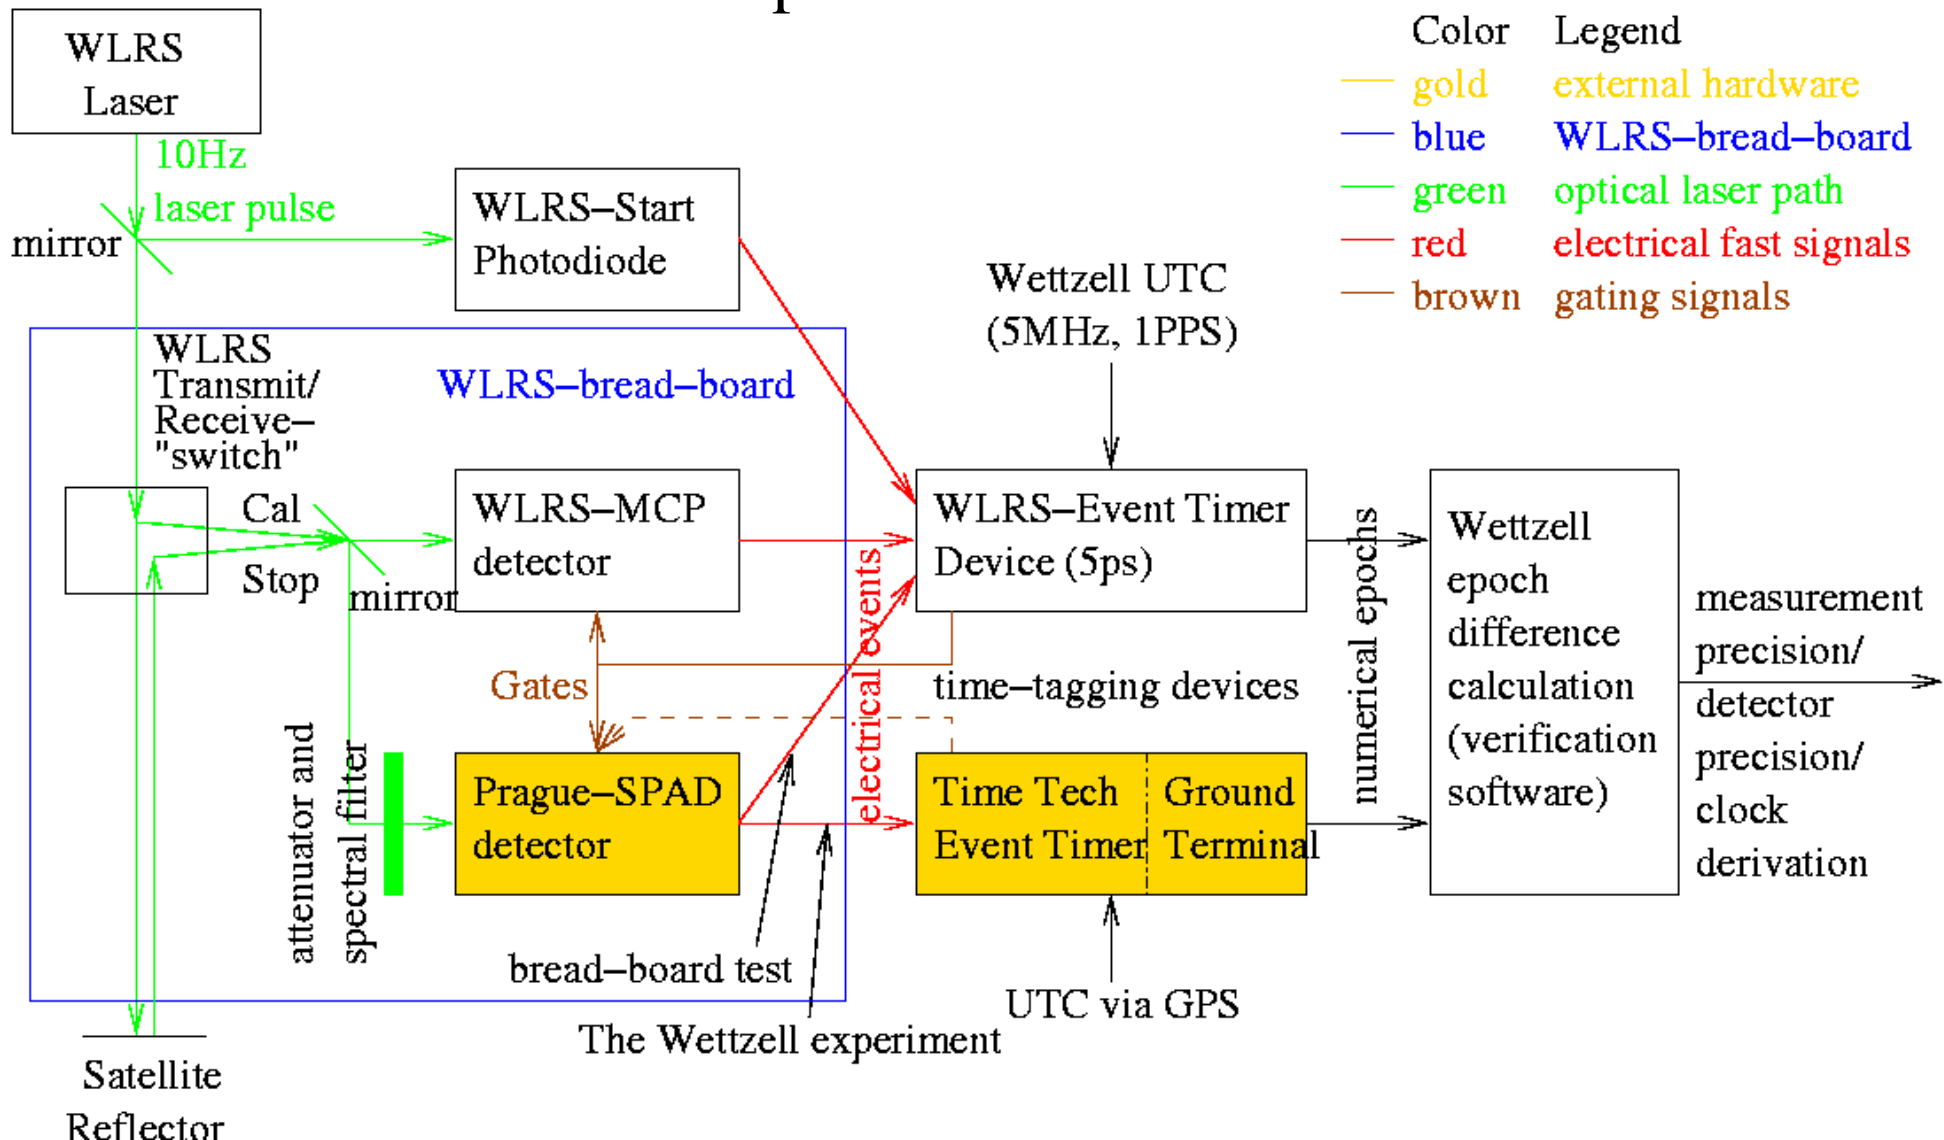 WLRS
Laser
10Hz
laser pulse
mirror
WLRS–Start
Photodiode
Color Legend
gold external hardware
blue WLRS–bread–board
green optical laser path
red electrical fast signals
brown gating signals
Wettzell UTC
(5MHz, 1PPS)
WLRS
Transmit/
Receive–
"switch"
WLRS–bread–board
Cal
Stop
mirror
WLRS–MCP
detector
WLRS–Event Timer
Device (5ps)
electrical events
numerical epochs
Wettzell
epoch
difference
calculation
(verification
software)
measurement
precision/
detector
precision/
clock
derivation
Gates
time–tagging devices
attenuator and
spectral filter
Prague–SPAD
detector
Time Tech
Event Timer
Ground
Terminal
bread–board test
The Wettzell experiment
UTC via GPS
Satellite
Reflector